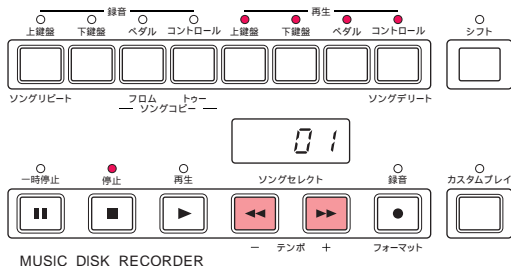 録音 再生
上鍵盤 下鍵盤 ペダル コントロール 上鍵盤 下鍵盤 ペダル コントロール シフト
ソングリピート フロム トゥー ソングデリート
ソングコピー
01
一時停止 停止 再生 ソングセレクト 録音 カスタムプレイ
− テンポ + フォーマット
MUSIC DISK RECORDER